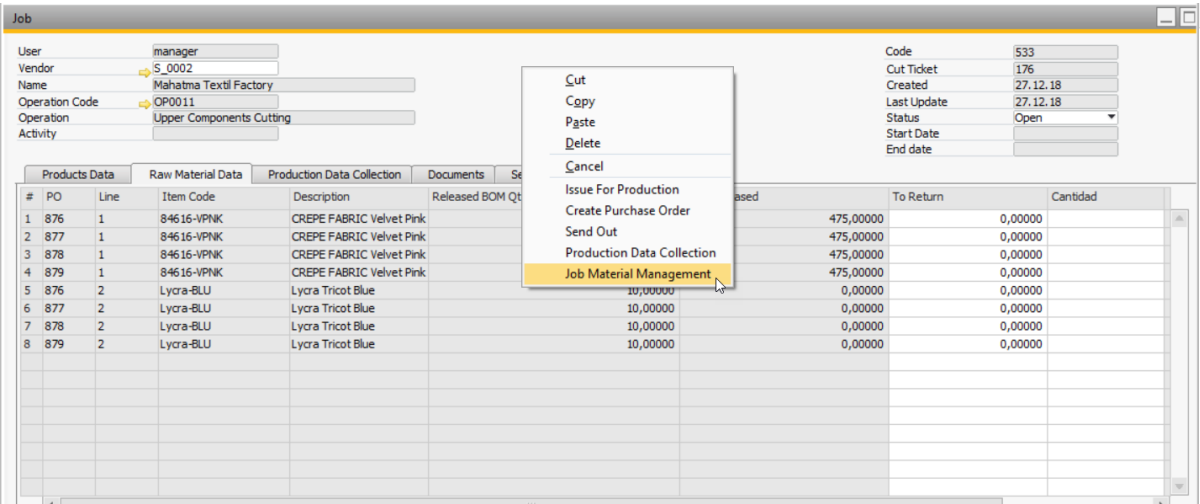 Job
User manager
Vendor S_0002
Name Mahatma Textil Factory
Operation Code OP0011
Operation Upper Components Cutting
Activity
Code 533
Cut Ticket 176
Created 27.12.18
Last Update 27.12.18
Status Open
Start Date
End date
Cut
Copy
Paste
Delete
Cancel
Issue For Production
Create Purchase Order
Send Out
Production Data Collection
Job Material Management
Products Data Raw Material Data Production Data Collection Documents Se
# PO Line Item Code Description Released BOM Qt ased To Return Cantidad
1 876 1 84616-VPNK CREPE FABRIC Velvet Pink 475,00000 0,00000
2 877 1 84616-VPNK CREPE FABRIC Velvet Pink 475,00000 0,00000
3 878 1 84616-VPNK CREPE FABRIC Velvet Pink 475,00000 0,00000
4 879 1 84616-VPNK CREPE FABRIC Velvet Pink 475,00000 0,00000
5 876 2 Lycra-BLU Lycra Tricot Blue 10,00000 0,00000 0,00000
6 877 2 Lycra-BLU Lycra Tricot Blue 10,00000 0,00000 0,00000
7 878 2 Lycra-BLU Lycra Tricot Blue 10,00000 0,00000 0,00000
8 879 2 Lycra-BLU Lycra Tricot Blue 10,00000 0,00000 0,00000